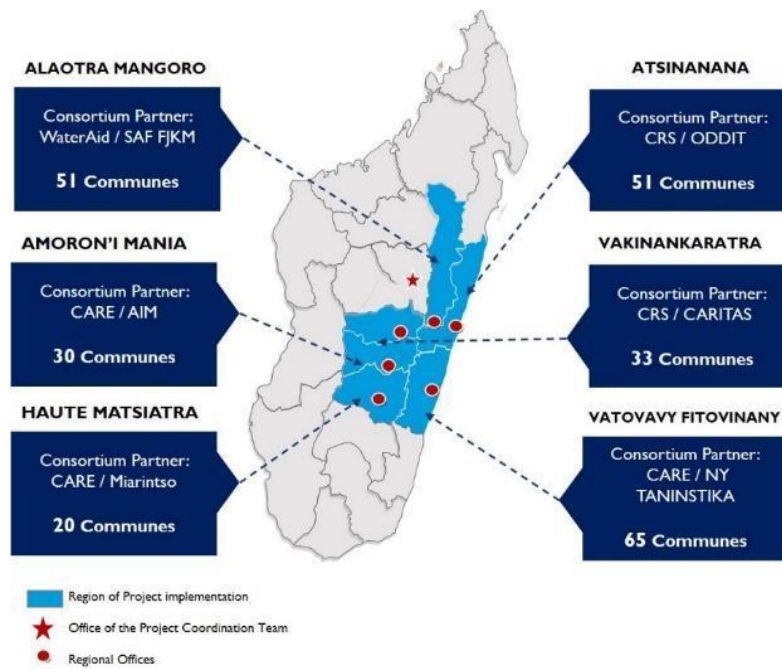 ALAOTRA MANGORO
Consortium Partner:
WaterAid / SAF FJKM
51 Communes
AMORON'I MANIA
Consortium Partner:
CARE / AIM
30 Communes
HAUTE MATSIATRA
Consortium Partner:
CARE / Miarintso
20 Communes
ATSINANANA
Consortium Partner:
CRS / ODDIT
51 Communes
VAKINANKARATRA
Consortium Partner:
CRS / CARITAS
33 Communes
VATOVAVY FITOVINANY
Consortium Partner:
CARE / NY
TANINSTIKA
65 Communes
Region of Project implementation
Office of the Project Coordination Team
Regional Offices